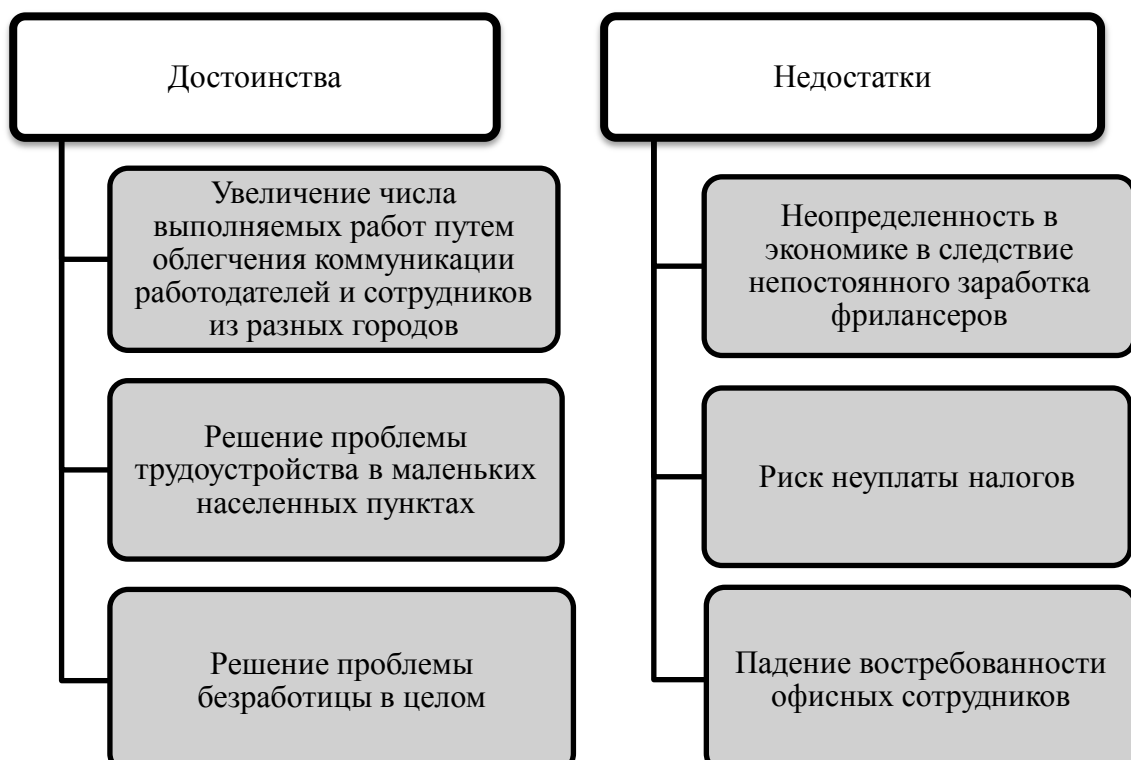 Достоинства
Увеличение числа
выполняемых работ путем
облегчения коммуникации
работодателей и сотрудников
из разных городов
Решение проблемы
трудоустройства в маленьких
населенных пунктах
Решение проблемы
безработицы в целом
Недостатки
Неопределенность в
экономике в следствие
непостоянного заработка
фрилансеров
Риск неуплаты налогов
Падение востребованности
офисных сотрудников